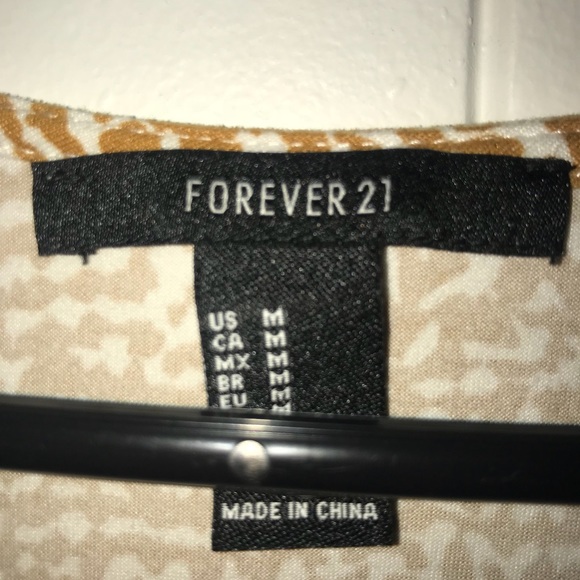 FOREVER 21
US M
CA M
MX M
BR M
EU M
MADE IN CHINA